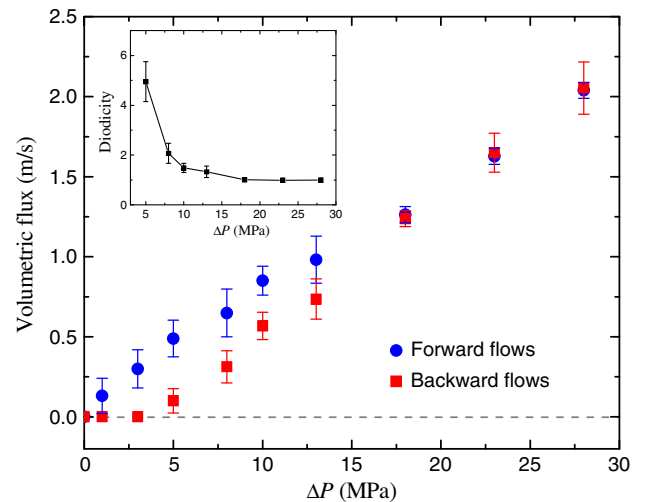 2.5
2.0
1.5
1.0
0.5
0.0
Volumetric flux (m/s)
6
4
2
0
Diodicity
5 10 15 20 25 30
ΔP (MPa)
Forward flows
Backward flows
0 5 10 15 20 25 30
ΔP (MPa)